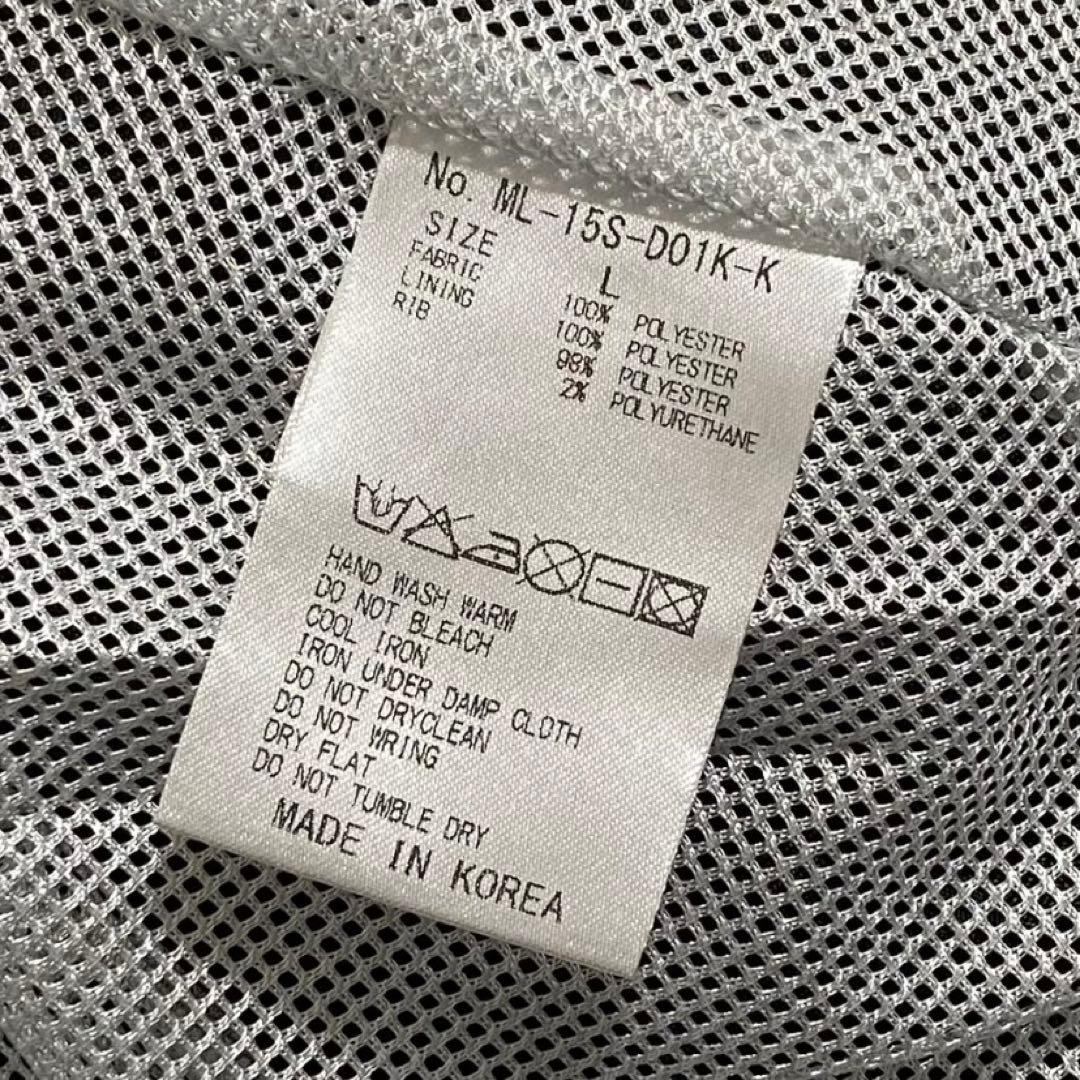 No. ML-15S-D01K-K
SIZE L
FABRIC 100% POLYESTER
LINING 100% POLYESTER
RIB 98% POLYESTER
2% POLYURETHANE
HAND WASH WARM
DO NOT BLEACH
COOL IRON
IRON UNDER DAMP CLOTH
DO NOT DRYCLEAN
DO NOT WRING
DRY FLAT
DO NOT TUMBLE DRY
MADE IN KOREA